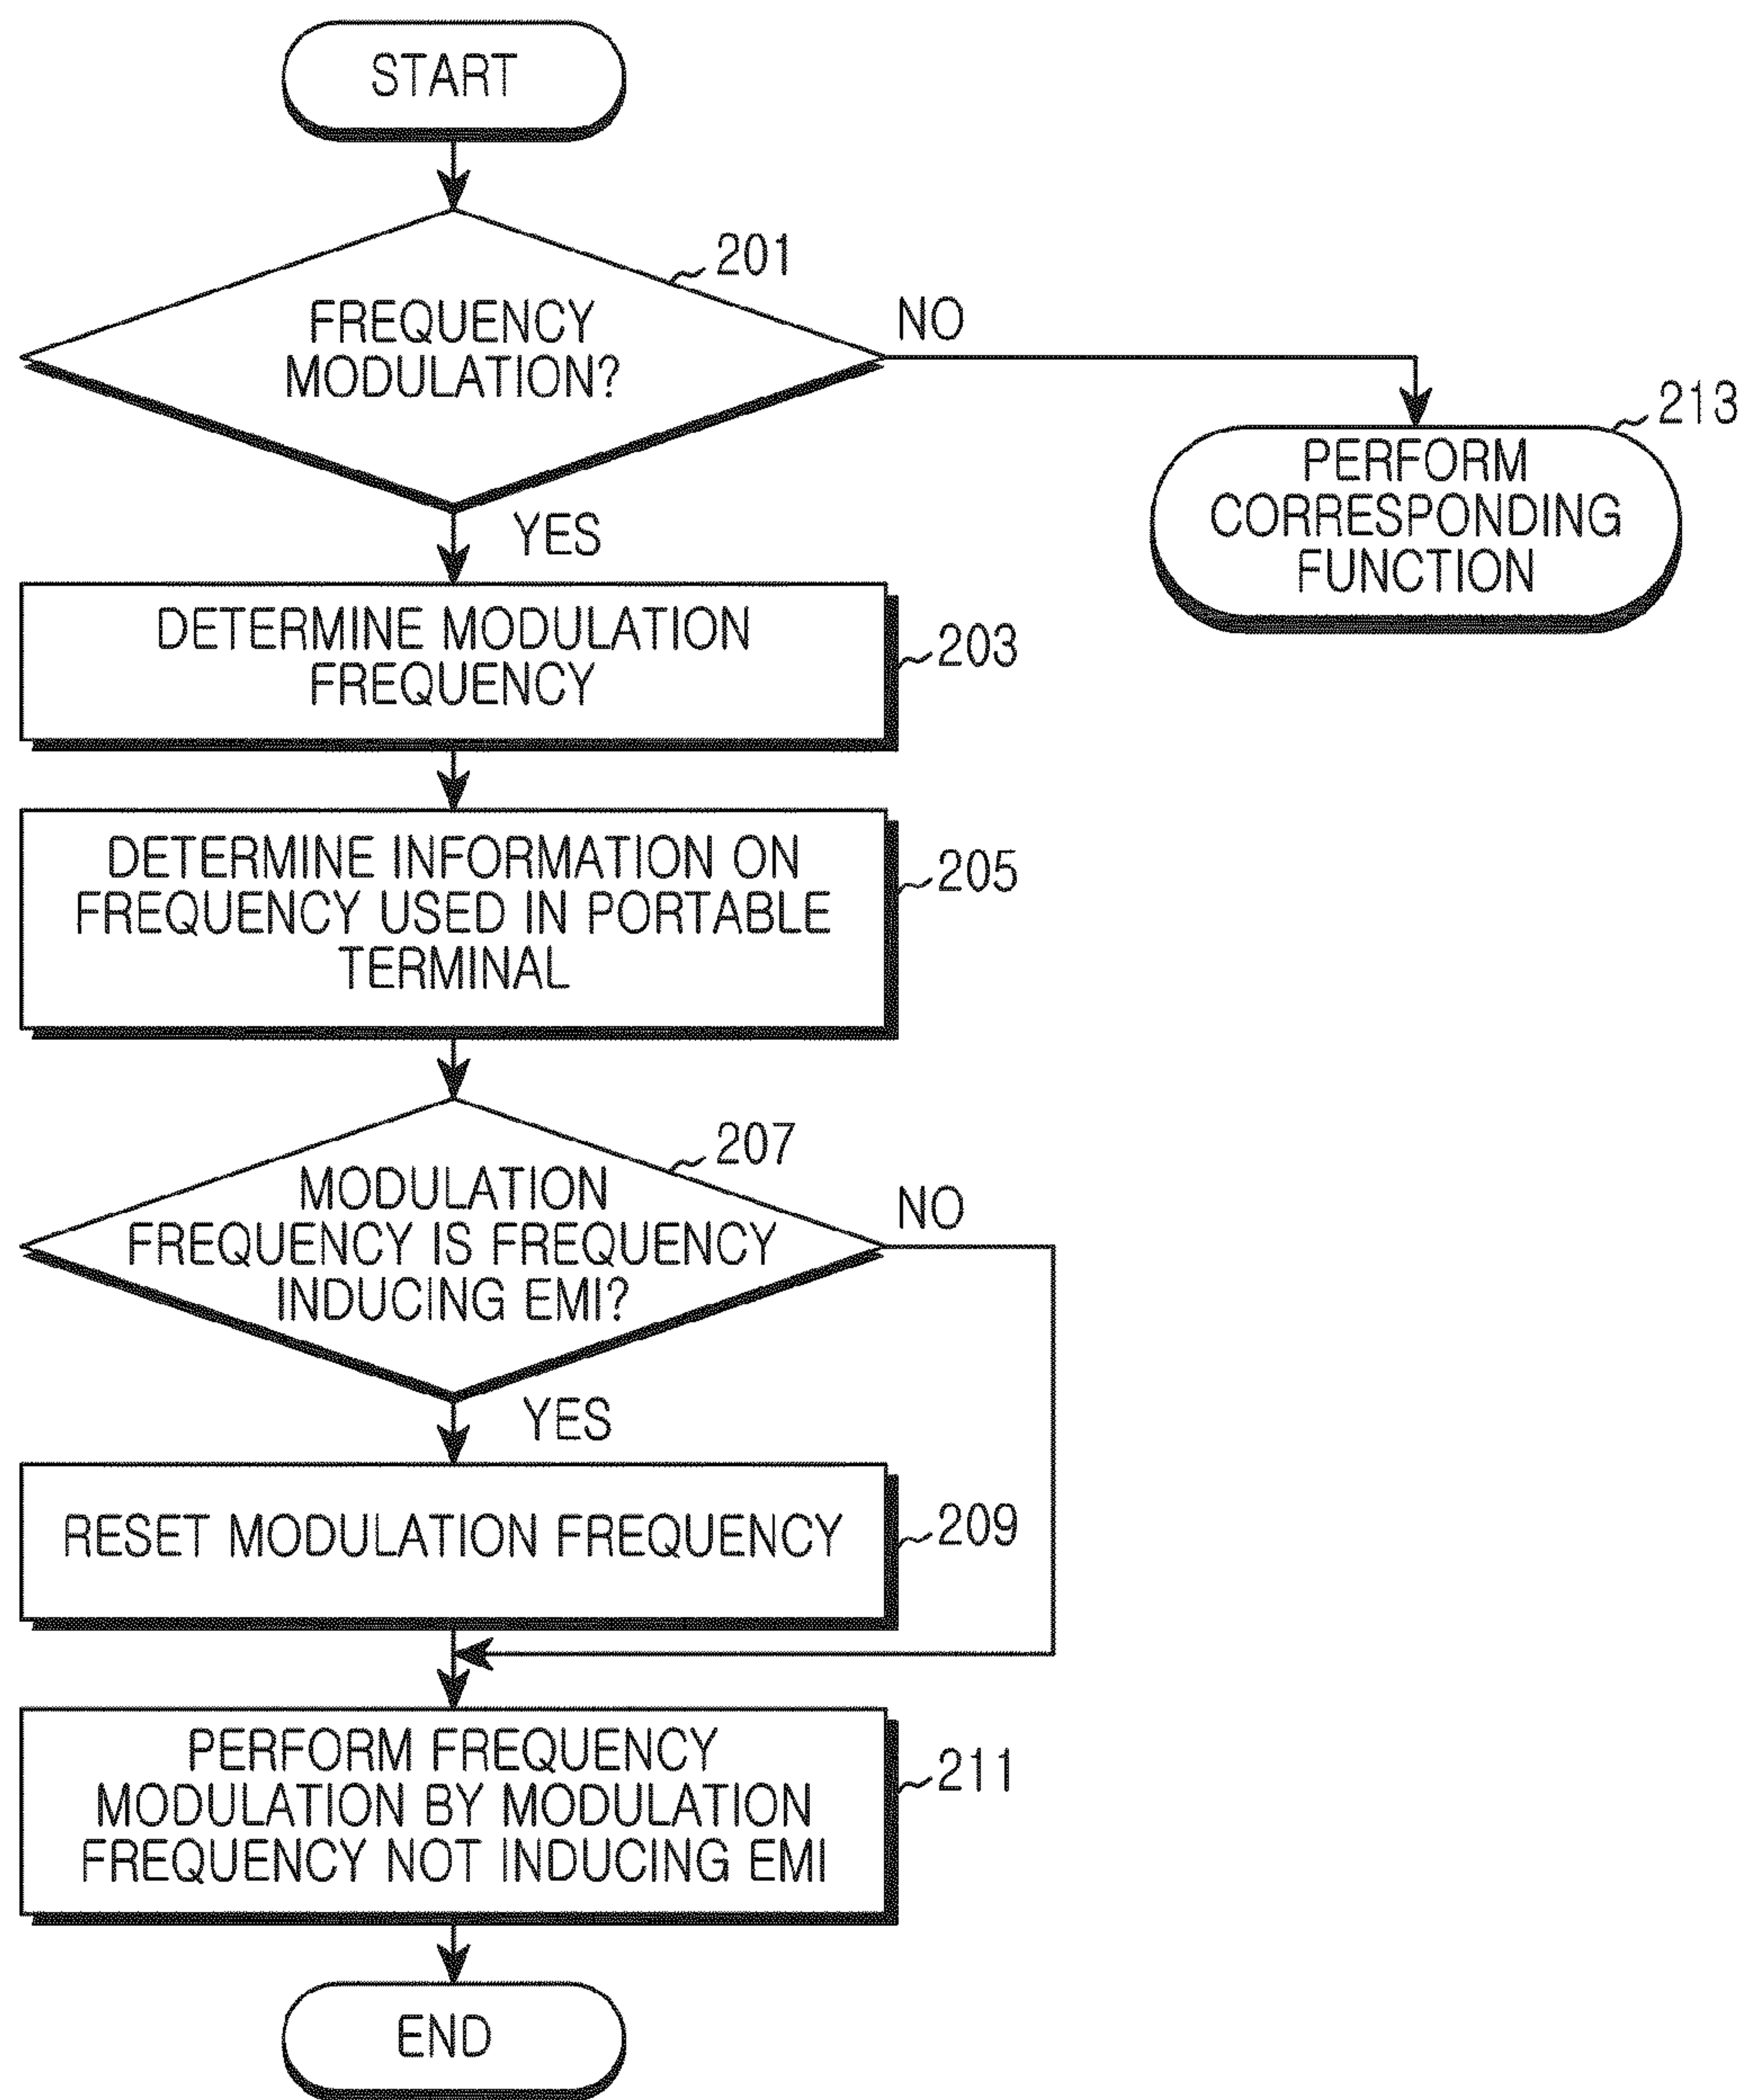 START
201
FREQUENCY
MODULATION?
NO
213
PERFORM
CORRESPONDING
FUNCTION
YES
DETERMINE MODULATION
FREQUENCY
203
DETERMINE INFORMATION ON
FREQUENCY USED IN PORTABLE
TERMINAL
205
207
MODULATION
FREQUENCY IS FREQUENCY
INDUCING EMI?
NO
YES
RESET MODULATION FREQUENCY
209
PERFORM FREQUENCY
MODULATION BY MODULATION
FREQUENCY NOT INDUCING EMI
211
END